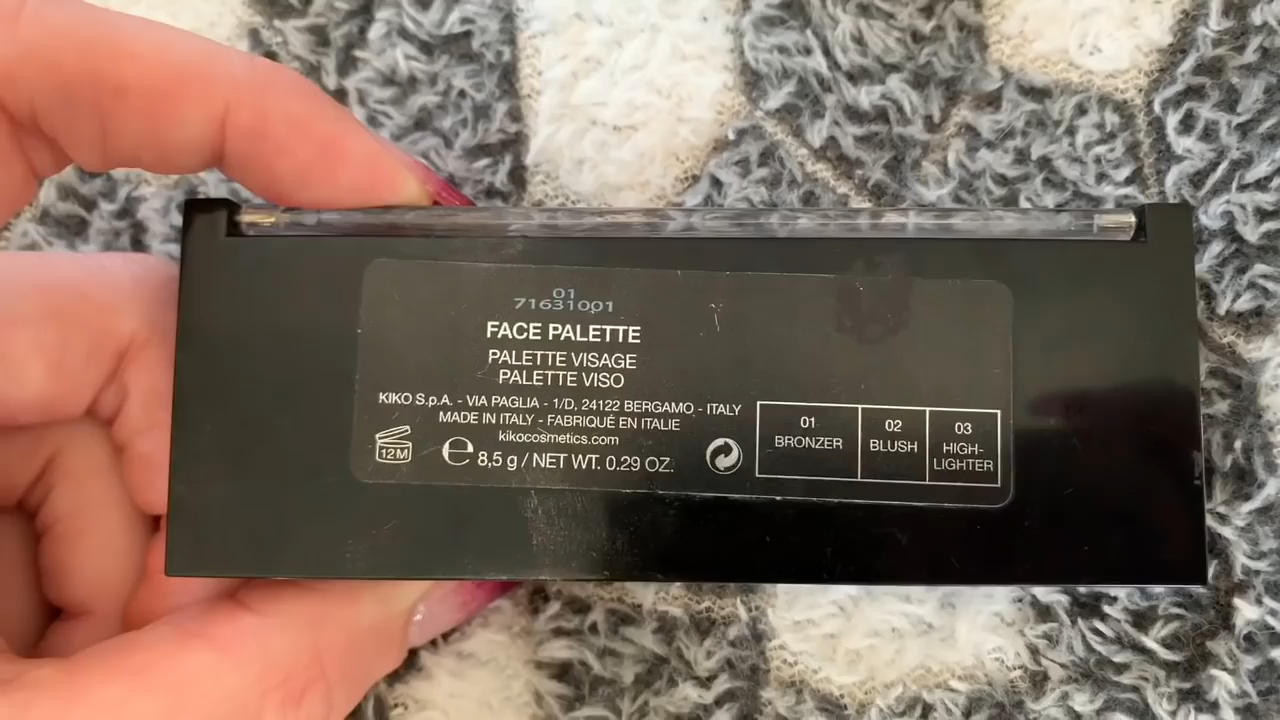 01
71631001
FACE PALETTE
PALETTE VISAGE
PALETTE VISO
KIKO S.p.A. - VIA PAGLIA - 1/D, 24122 BERGAMO - ITALY
MADE IN ITALY - FABRIQUÉ EN ITALIE
kikocosmetics.com
12M
e 8,5 g / NET WT. 0.29 OZ.
01
BRONZER
02
BLUSH
03
HIGH-
LIGHTER